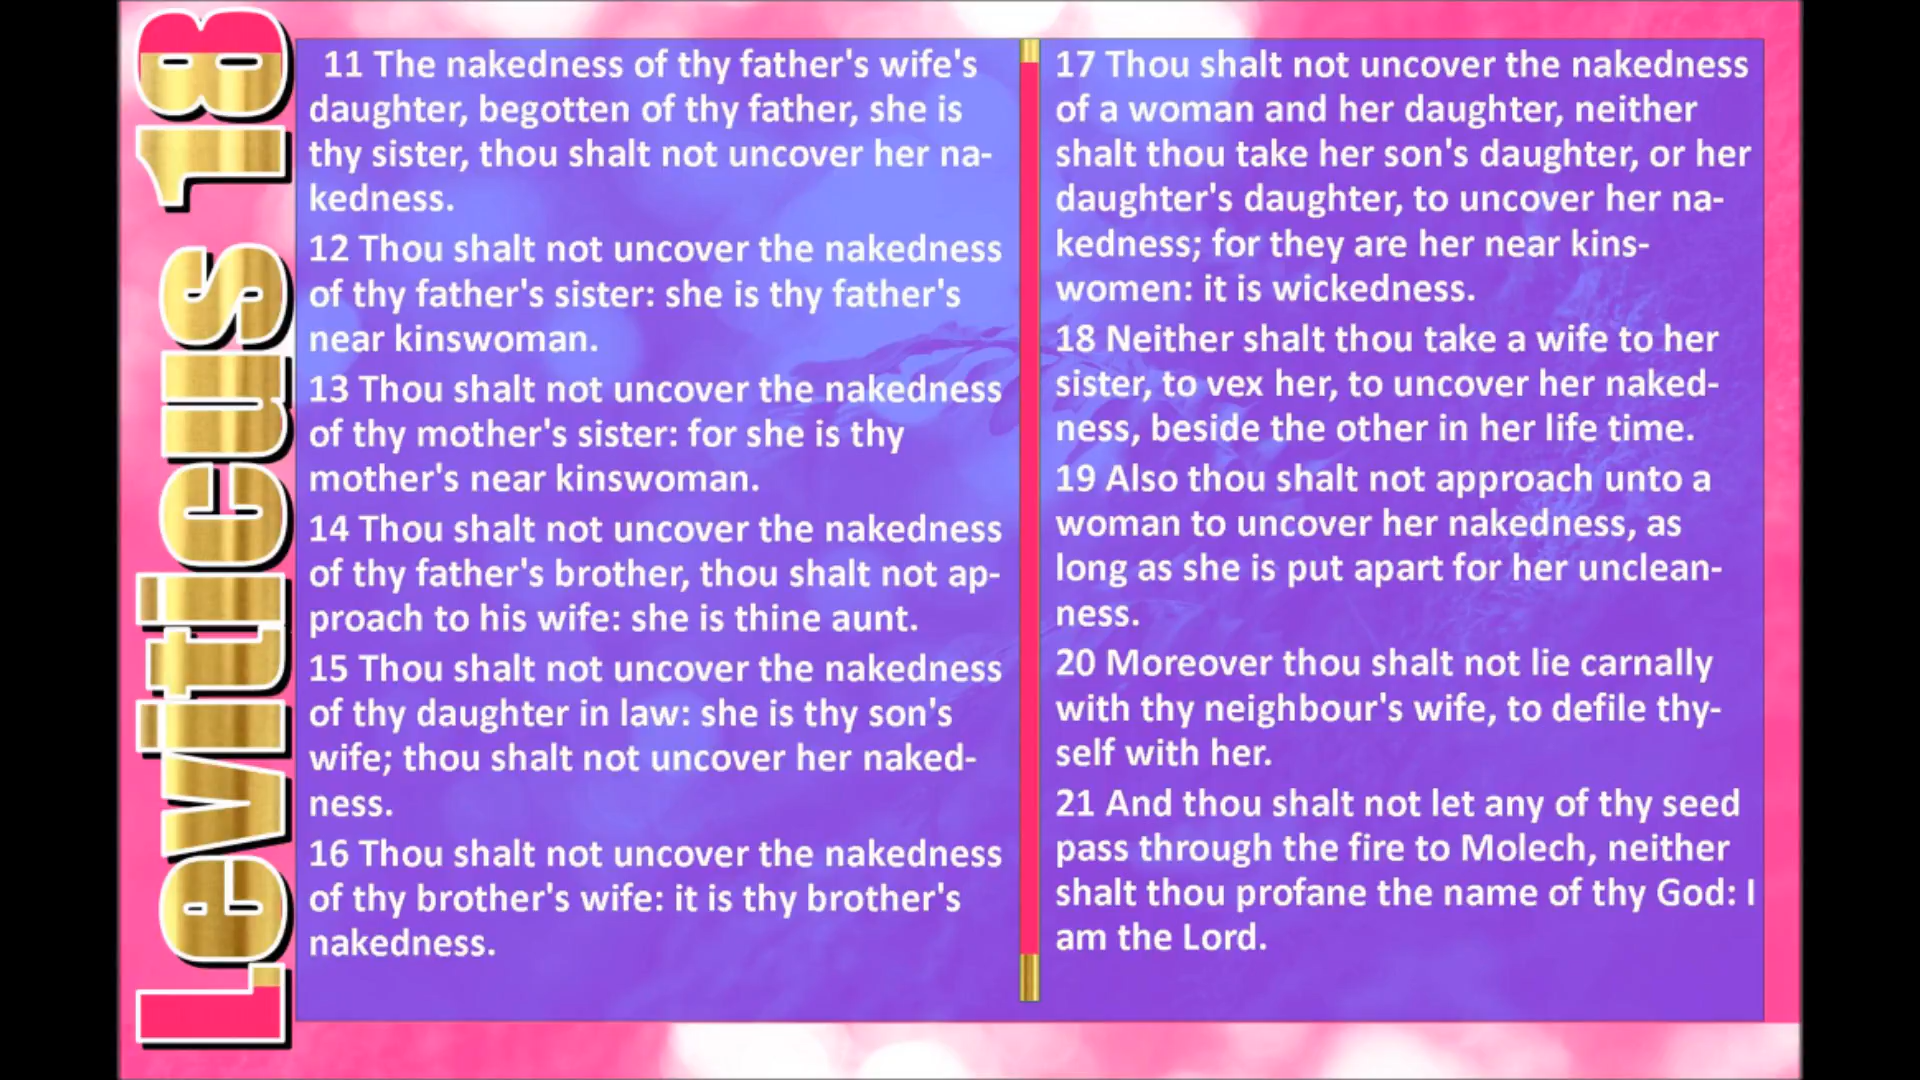 Leviticus 18
11 The nakedness of thy father's wife's
daughter, begotten of thy father, she is
thy sister, thou shalt not uncover her na-
kedness.
12 Thou shalt not uncover the nakedness
of thy father's sister: she is thy father's
near kinswoman.
13 Thou shalt not uncover the nakedness
of thy mother's sister: for she is thy
mother's near kinswoman.
14 Thou shalt not uncover the nakedness
of thy father's brother, thou shalt not ap-
proach to his wife: she is thine aunt.
15 Thou shalt not uncover the nakedness
of thy daughter in law: she is thy son's
wife; thou shalt not uncover her naked-
ness.
16 Thou shalt not uncover the nakedness
of thy brother's wife: it is thy brother's
nakedness.
17 Thou shalt not uncover the nakedness
of a woman and her daughter, neither
shalt thou take her son's daughter, or her
daughter's daughter, to uncover her na-
kedness; for they are her near kins-
women: it is wickedness.
18 Neither shalt thou take a wife to her
sister, to vex her, to uncover her naked-
ness, beside the other in her life time.
19 Also thou shalt not approach unto a
woman to uncover her nakedness, as
long as she is put apart for her unclean-
ness.
20 Moreover thou shalt not lie carnally
with thy neighbour's wife, to defile thy-
self with her.
21 And thou shalt not let any of thy seed
pass through the fire to Molech, neither
shalt thou profane the name of thy God: I
am the Lord.